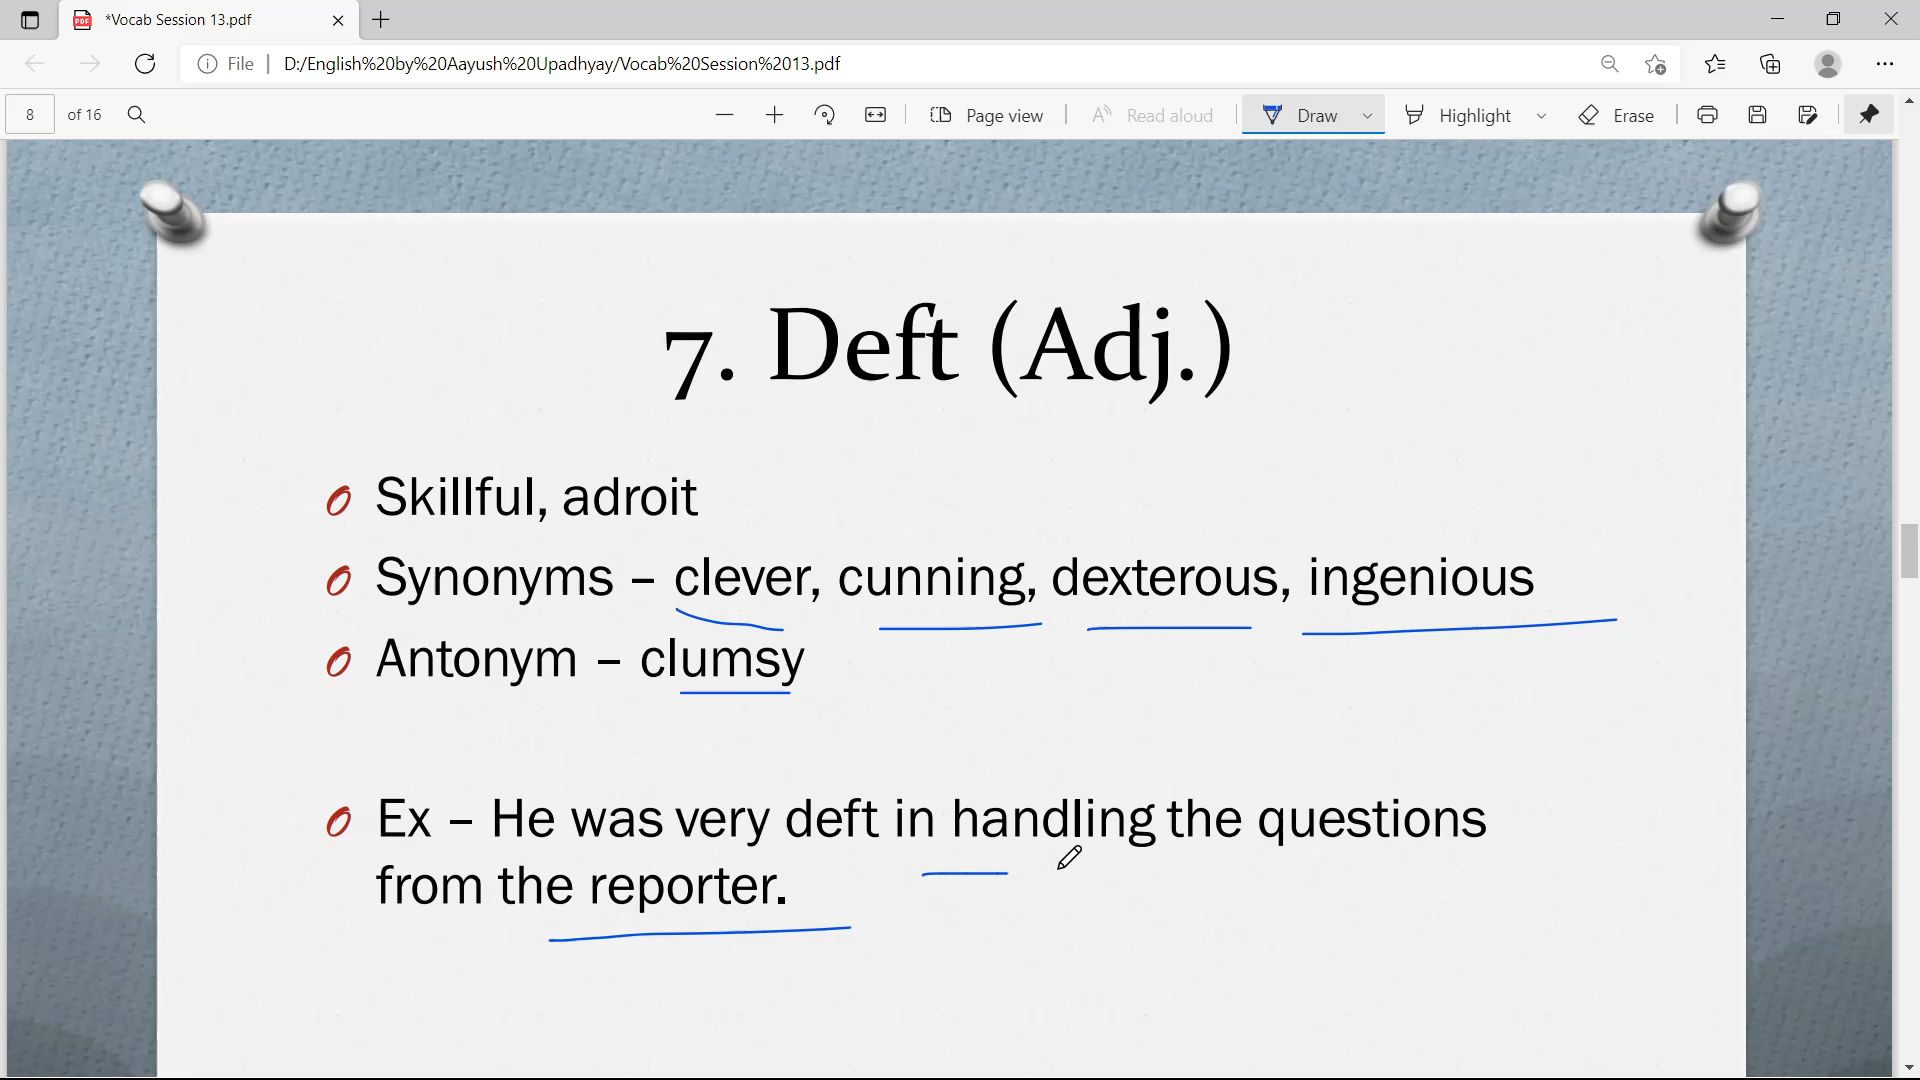 *Vocab Session 13.pdf
File | D:/English%20by%20Aayush%20Upadhyay/Vocab%20Session%2013.pdf
8 of 16 Page view Read aloud Draw Highlight Erase
7. Deft (Adj.)
Skillful, adroit
Synonyms – clever, cunning, dexterous, ingenious
Antonym – clumsy
Ex – He was very deft in handling the questions
from the reporter.